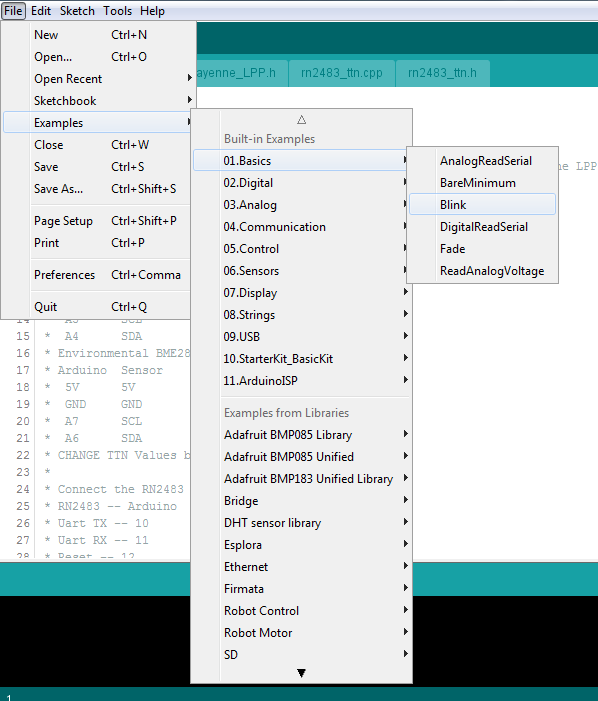 File Edit Sketch Tools Help
New Ctrl+N
Open... Ctrl+O
Open Recent
Sketchbook
Examples
Close Ctrl+W
Save Ctrl+S
Save As... Ctrl+Shift+S
Page Setup Ctrl+Shift+P
Print Ctrl+P
Preferences Ctrl+Comma
Quit Ctrl+Q
ayenne_LPP.h rn2483_ttn.cpp rn2483_ttn.h
Built-in Examples
01.Basics
02.Digital
03.Analog
04.Communication
05.Control
06.Sensors
07.Display
08.Strings
09.USB
10.StarterKit_BasicKit
11.ArduinoISP
Examples from Libraries
Adafruit BMP085 Library
Adafruit BMP085 Unified
Adafruit BMP183 Unified Library
Bridge
DHT sensor library
Esplora
Ethernet
Firmata
Robot Control
Robot Motor
SD
AnalogReadSerial
BareMinimum
Blink
DigitalReadSerial
Fade
ReadAnalogVoltage
ne LPP
14 * A5 SCL
15 * A4 SDA
16 * Environmental BME28
17 * Arduino Sensor
18 * 5V 5V
19 * GND GND
20 * A7 SCL
21 * A6 SDA
22 * CHANGE TTN Values b
23 *
24 * Connect the RN2483
25 * RN2483 -- Arduino
26 * Uart TX -- 10
27 * Uart RX -- 11
28 * Reset -- 12
1